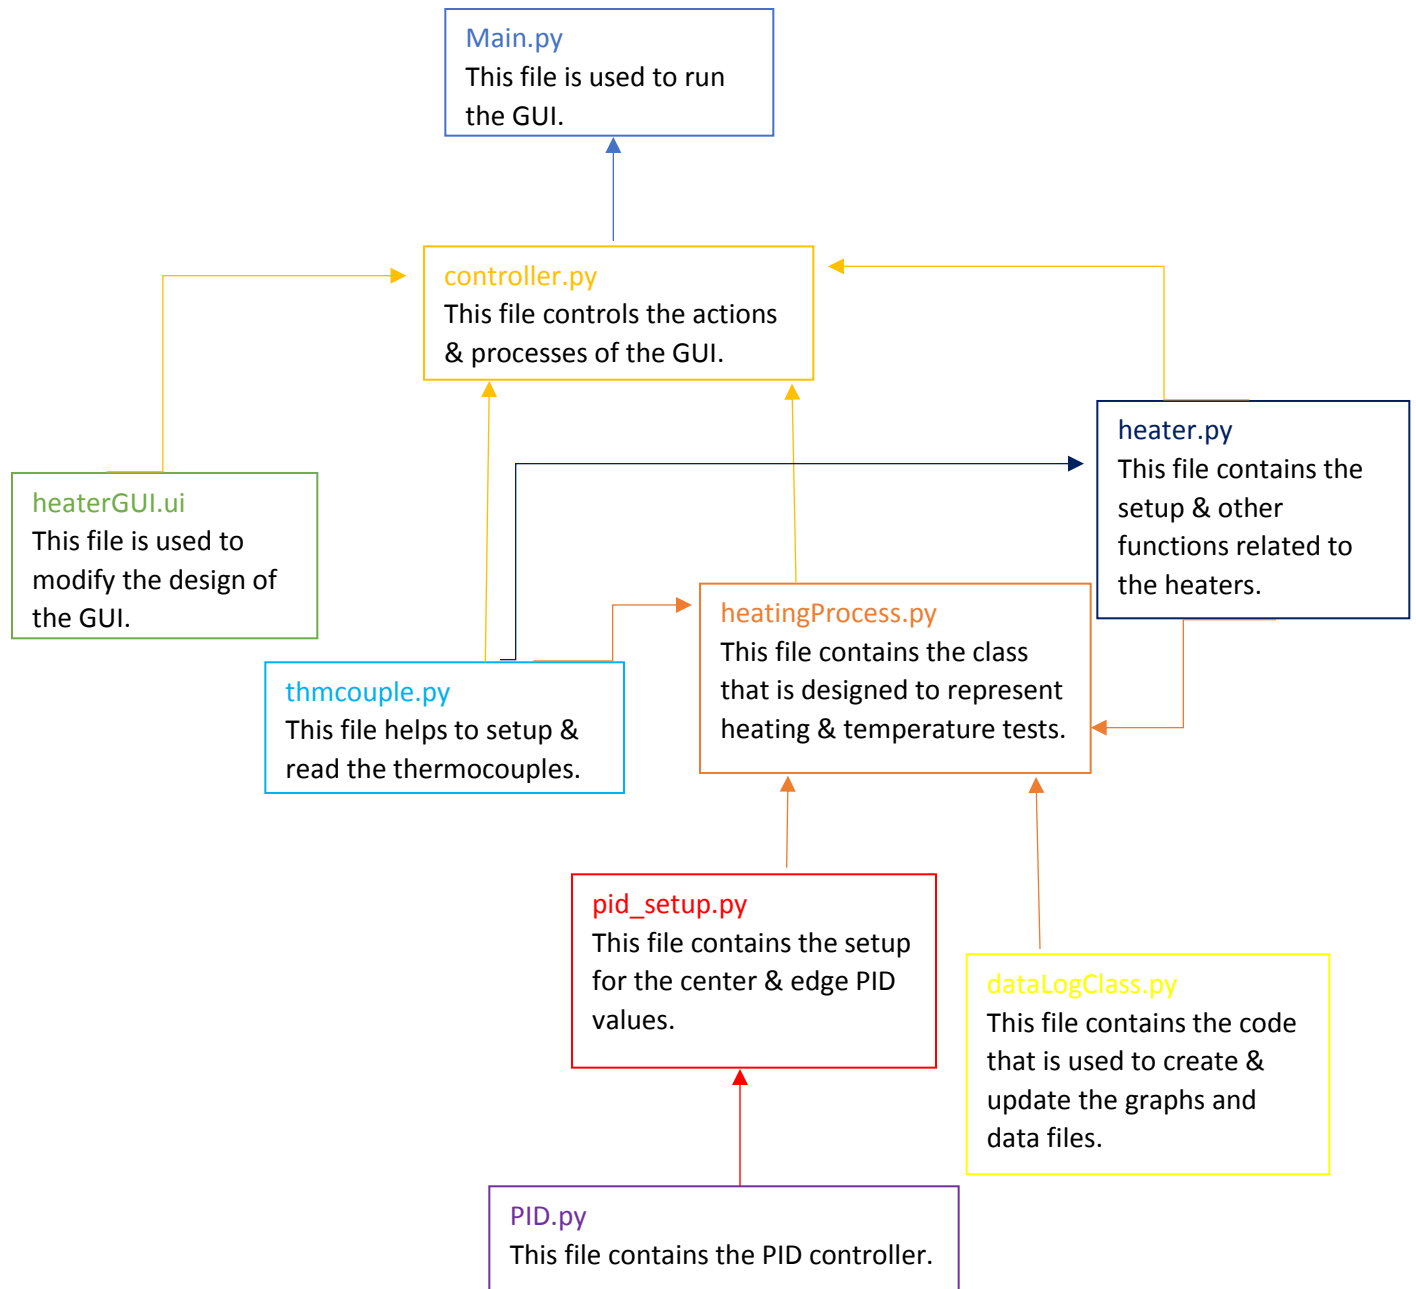 Main.py
This file is used to run
the GUI.
controller.py
This file controls the actions
& processes of the GUI.
heater.py
This file contains the
setup & other
functions related to
the heaters.
heaterGUI.ui
This file is used to
modify the design of
the GUI.
heatingProcess.py
This file contains the class
that is designed to represent
heating & temperature tests.
thmcouple.py
This file helps to setup &
read the thermocouples.
pid_setup.py
This file contains the setup
for the center & edge PID
values.
dataLogClass.py
This file contains the code
that is used to create &
update the graphs and
data files.
PID.py
This file contains the PID controller.